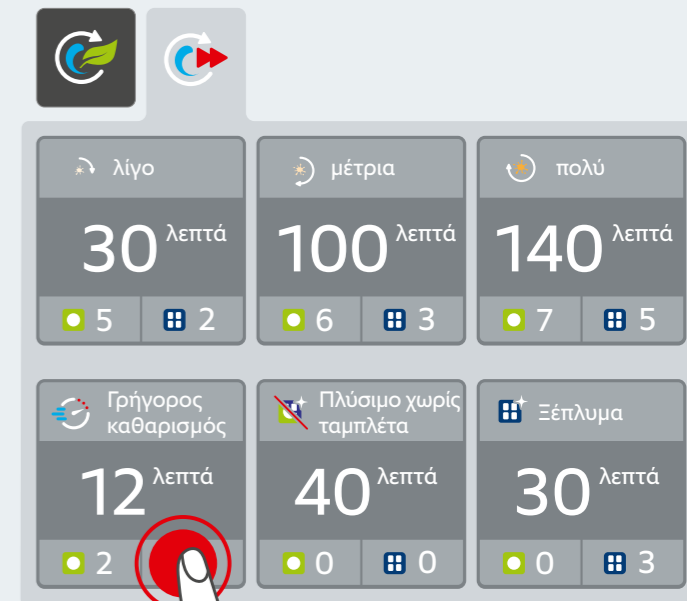 λίγο
μέτρια
πολύ
30 λεπτά
100 λεπτά
140 λεπτά
5 2
6 3
7 5
Γρήγορος
καθαρισμός
Πλύσιμο χωρίς
ταμπλέτα
Ξέπλυμα
12 λεπτά
40 λεπτά
30 λεπτά
2
0 0
0 3